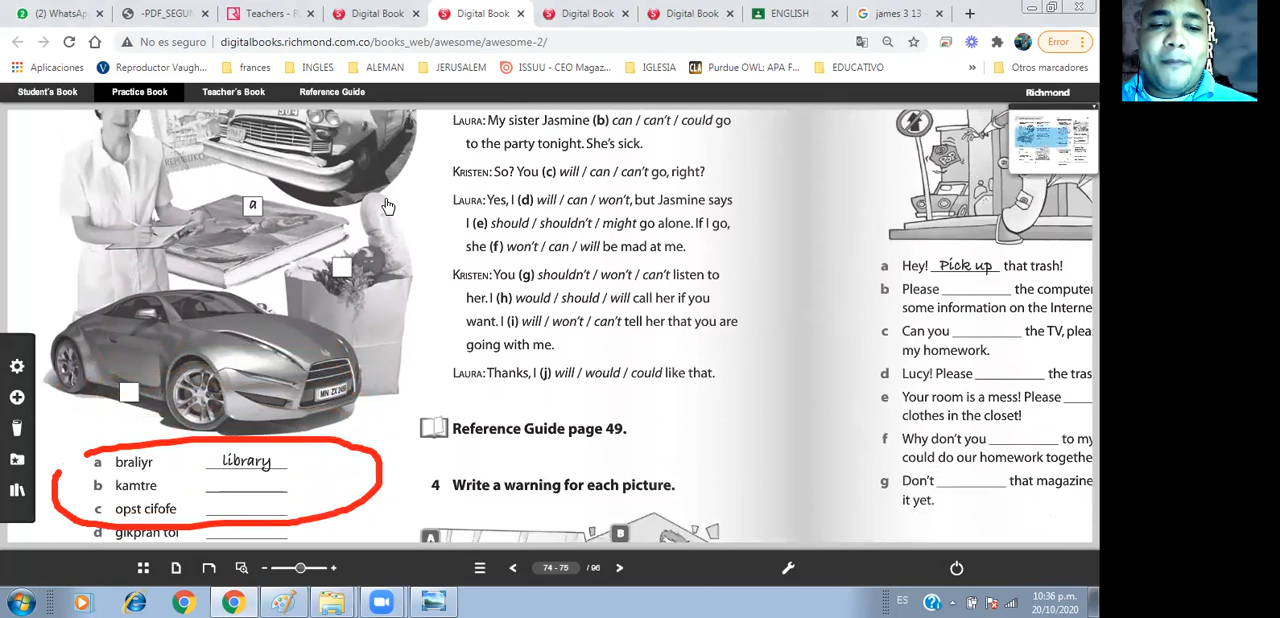 (2) WhatsAp
-PDF_SEGUN
Teachers - R
Digital Book
Digital Book
Digital Book
Digital Book
ENGLISH
james 3 13 -
No es seguro | digitalbooks.richmond.com.co/books_web/awesome/awesome-2/
Error
Aplicaciones
Reproductor Vaugh...
frances
INGLES
ALEMAN
JERUSALEM
ISSUU - CEO Magaz...
IGLESIA
Purdue OWL: APA F...
EDUCATIVO
»
Otros marcadores
Student's Book
Practice Book
Teacher's Book
Reference Guide
Richmond
a
a braliyr library
b kamtre
c opst cifofe
d gikpran tol
LAURA: My sister Jasmine (b) can / can't / could go
to the party tonight. She's sick.
KRISTEN: So? You (c) will / can / can't go, right?
LAURA: Yes, I (d) will / can / won't, but Jasmine says
I (e) should / shouldn't / might go alone. If I go,
she (f) won't / can / will be mad at me.
KRISTEN: You (g) shouldn't / won't / can't listen to
her. I (h) would / should / will call her if you
want. I (i) will / won't / can't tell her that you are
going with me.
LAURA: Thanks, I (j) will / would / could like that.
Reference Guide page 49.
4 Write a warning for each picture.
A
B
a Hey! Pick up that trash!
b Please __________ the computer
some information on the Interne
c Can you __________ the TV, plea
my homework.
d Lucy! Please __________ the tras
e Your room is a mess! Please ____
clothes in the closet!
f Why don't you __________ to my
could do our homework togethe
g Don't __________ that magazine
it yet.
74 - 75 / 96
ES
10:36 p.m.
20/10/2020